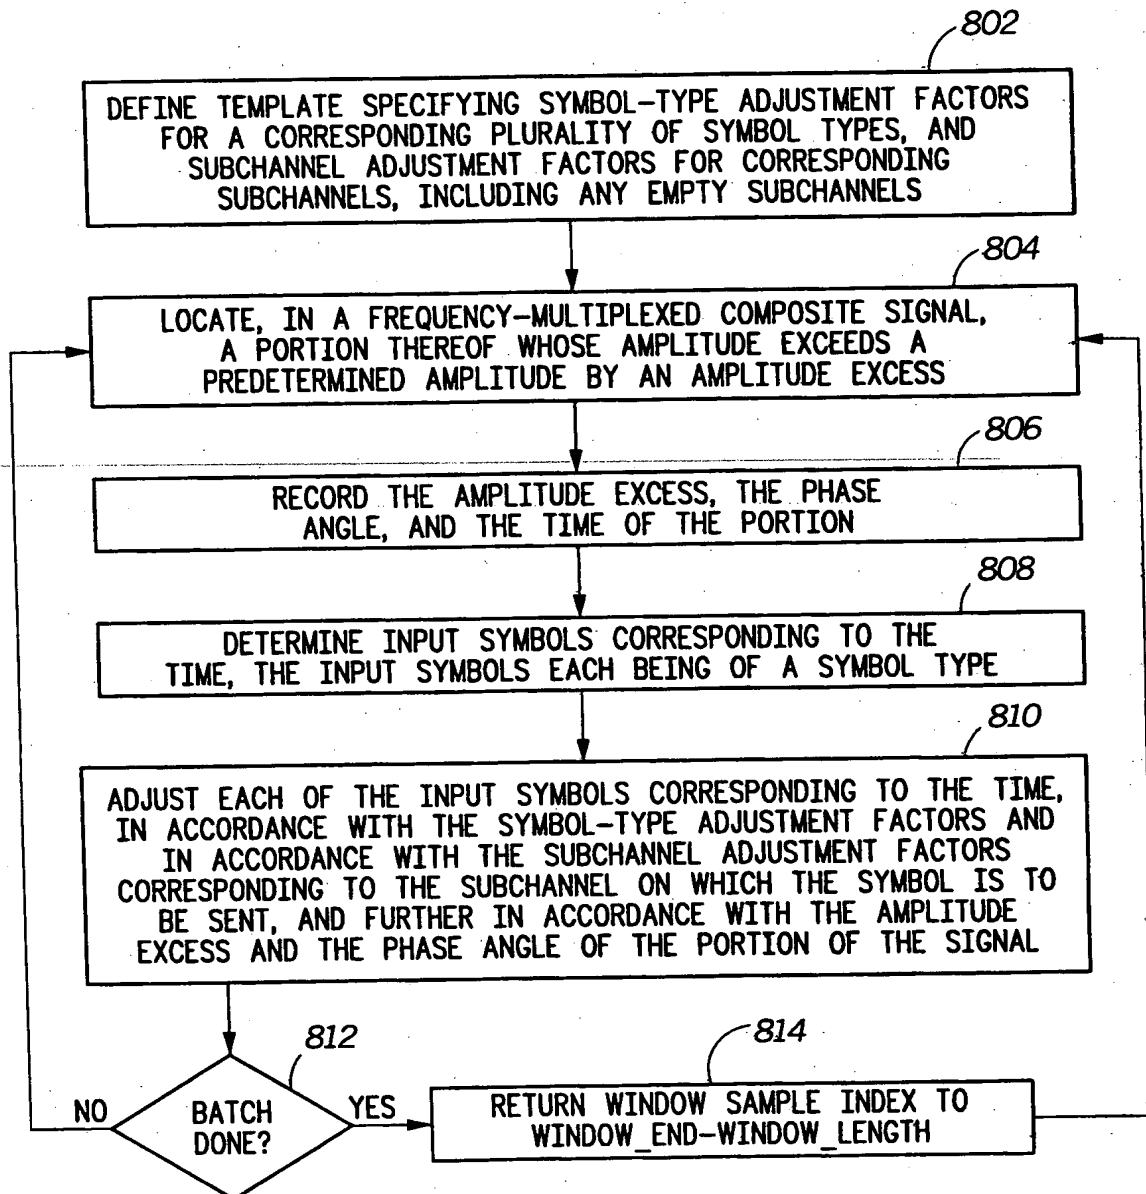 802
DEFINE TEMPLATE SPECIFYING SYMBOL-TYPE ADJUSTMENT FACTORS
FOR A CORRESPONDING PLURALITY OF SYMBOL TYPES, AND
SUBCHANNEL ADJUSTMENT FACTORS FOR CORRESPONDING
SUBCHANNELS, INCLUDING ANY EMPTY SUBCHANNELS
804
LOCATE, IN A FREQUENCY-MULTIPLEXED COMPOSITE SIGNAL,
A PORTION THEREOF WHOSE AMPLITUDE EXCEEDS A
PREDETERMINED AMPLITUDE BY AN AMPLITUDE EXCESS
806
RECORD THE AMPLITUDE EXCESS, THE PHASE
ANGLE, AND THE TIME OF THE PORTION
808
DETERMINE INPUT SYMBOLS CORRESPONDING TO THE
TIME, THE INPUT SYMBOLS EACH BEING OF A SYMBOL TYPE
810
ADJUST EACH OF THE INPUT SYMBOLS CORRESPONDING TO THE TIME,
IN ACCORDANCE WITH THE SYMBOL-TYPE ADJUSTMENT FACTORS AND
IN ACCORDANCE WITH THE SUBCHANNEL ADJUSTMENT FACTORS
CORRESPONDING TO THE SUBCHANNEL ON WHICH THE SYMBOL IS TO
BE SENT, AND FURTHER IN ACCORDANCE WITH THE AMPLITUDE
EXCESS AND THE PHASE ANGLE OF THE PORTION OF THE SIGNAL
812
814
NO
BATCH
DONE?
YES
RETURN WINDOW SAMPLE INDEX TO
WINDOW_END-WINDOW_LENGTH